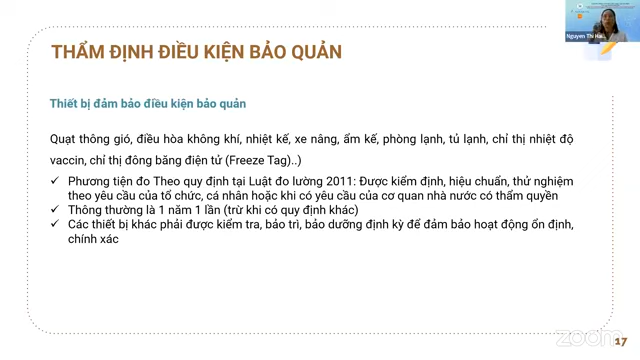 THẨM ĐỊNH ĐIỀU KIỆN BẢO QUẢN
Thiết bị đảm bảo điều kiện bảo quản
Quạt thông gió, điều hòa không khí, nhiệt kế, xe nâng, ẩm kế, phòng lạnh, tủ lạnh, chỉ thị nhiệt độ
vaccin, chỉ thị đông băng điện tử (Freeze Tag)..)
✓ Phương tiện đo Theo quy định tại Luật đo lường 2011: Được kiểm định, hiệu chuẩn, thử nghiệm
theo yêu cầu của tổ chức, cá nhân hoặc khi có yêu cầu của cơ quan nhà nước có thẩm quyền
✓ Thông thường là 1 năm 1 lần (trừ khi có quy định khác)
✓ Các thiết bị khác phải được kiểm tra, bảo trì, bảo dưỡng định kỳ để đảm bảo hoạt động ổn định,
chính xác
Nguyen Thi
zoom
17